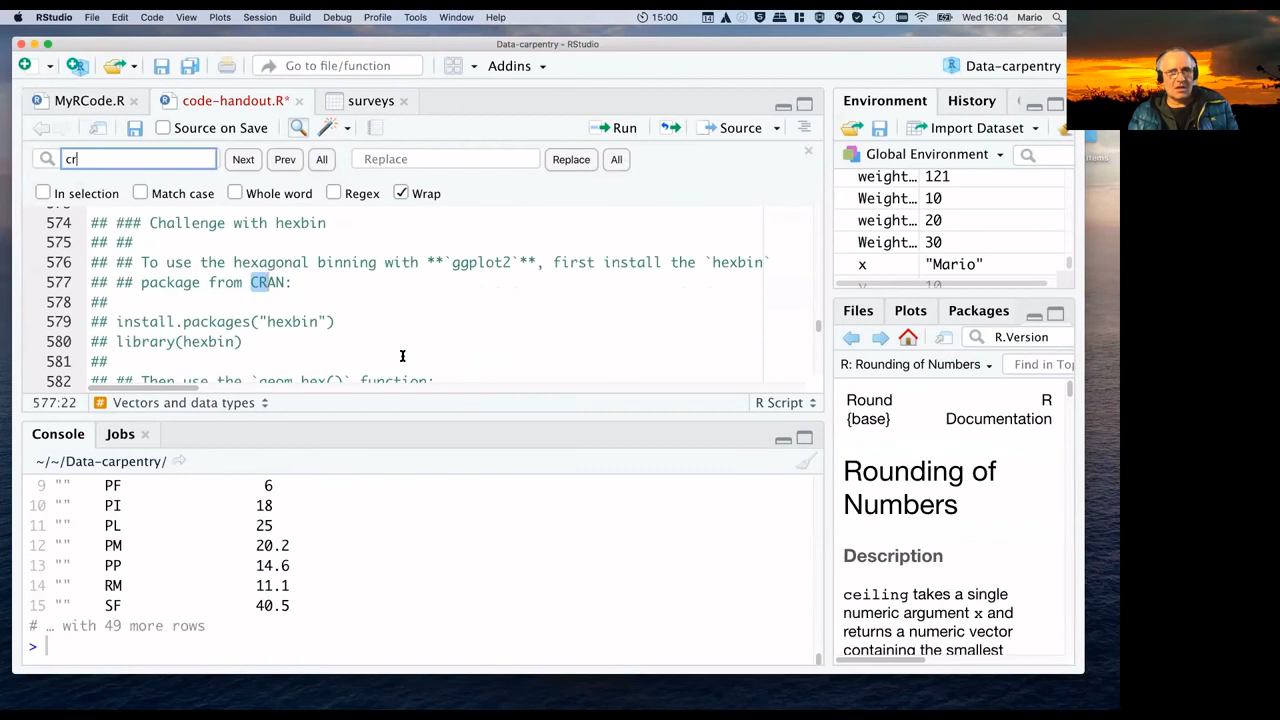 RStudio File Edit Code View Plots Session Build Debug Profile Tools Window Help 15:00 Wed 16:04 Mario
Data-carpentry - RStudio
Go to file/function Addins Data-carpentry
MyRCode.R code-handout.R* surveys
Source on Save Run Source
cr Next Prev All Replace Replace All
In selection Match case Whole word Regex Wrap
574 ## ### Challenge with hexbin
575 ## ##
576 ## ## To use the hexagonal binning with **`ggplot2`**, first install the `hexbin`
577 ## ## package from CRAN:
578 ##
579 ## install.packages("hexbin")
580 ## library(hexbin)
581 ##
582 ## ## Then use the `geom_hex()` function:
577:22 Vectors and data types R Script
Console Jobs
~/~/Data-carpentry/
9 "" PF 6
10 "" PI 18
11 "" PL 25
12 "" PM 20.2
13 "" PP 14.6
14 "" RM 11.1
15 "" SF 40.5
# … with 49 more rows
>
Environment History
Import Dataset
Global Environment
weight… 121
Weight… 10
weight… 20
Weight… 30
x "Mario"
y 10
Files Plots Packages
R.Version
R: Rounding of Numbers Find in Top
Round R
{base} Documentation
Rounding of
Numbers
Description
ceiling takes a single
numeric argument x and
returns a numeric vector
containing the smallest
items